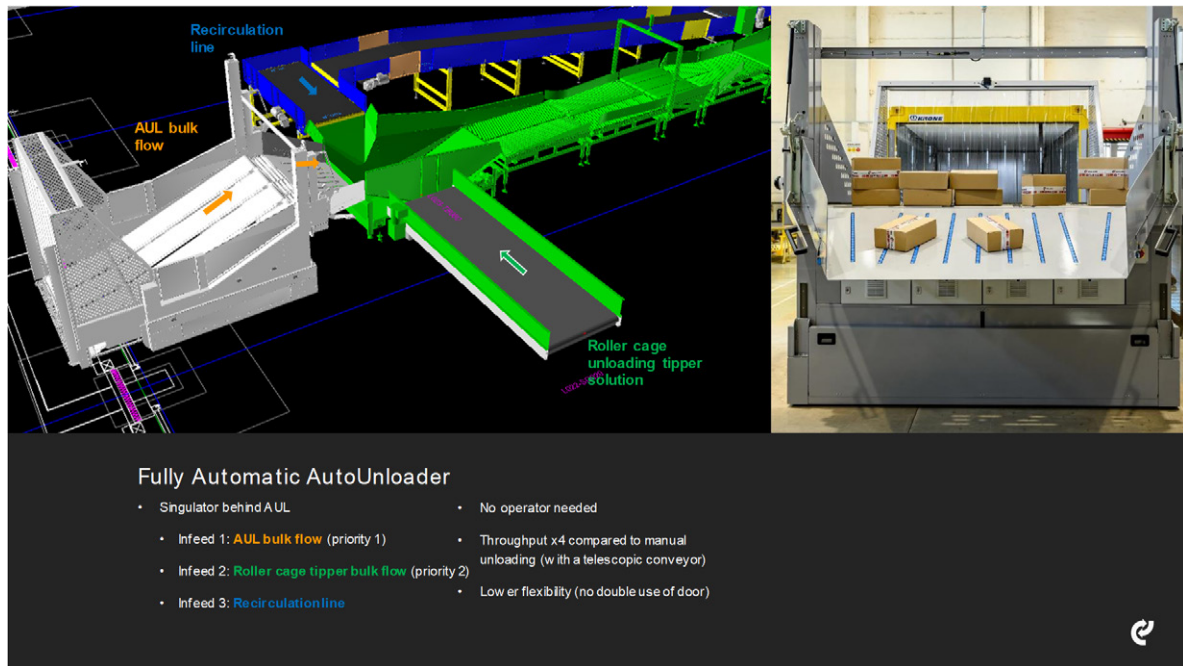 Recirculation
line
AUL bulk
flow
Roller cage
unloading tipper
solution
KRONE
Fully Automatic AutoUnloader
• Singulator behind AUL
• Infeed 1: AUL bulk flow (priority 1)
• Infeed 2: Roller cage tipper bulk flow (priority 2)
• Infeed 3: Recirculation line
• No operator needed
• Throughput x4 compared to manual
unloading (with a telescopic conveyor)
• Lower flexibility (no double use of door)